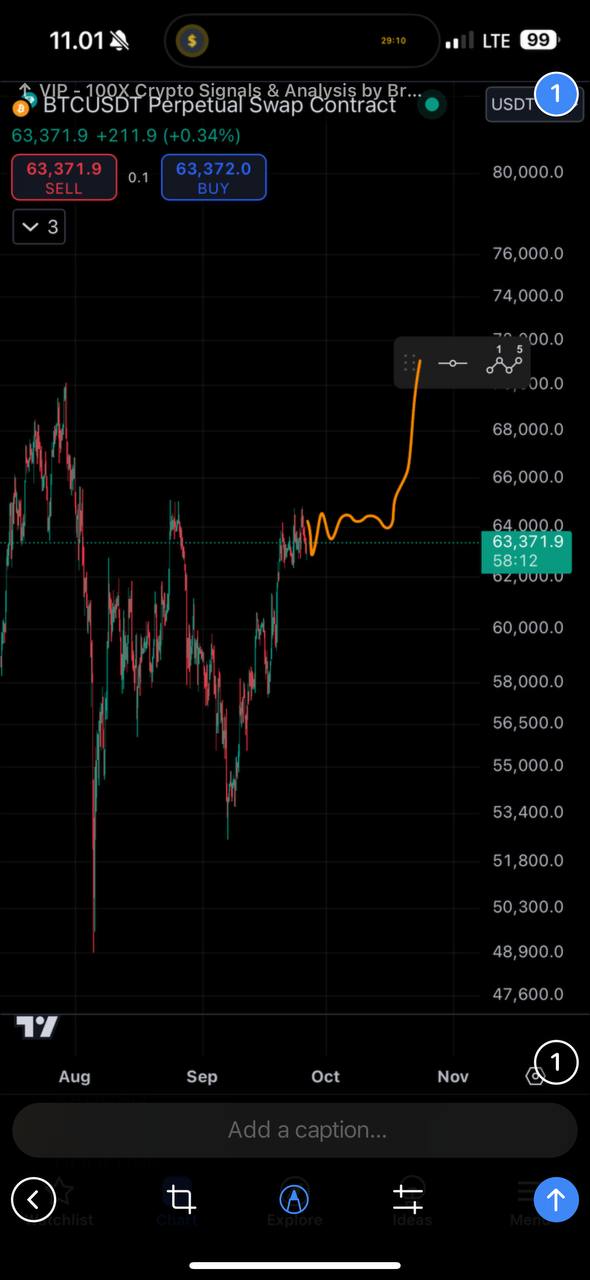 11.01
$
29:10
LTE
99
VIP - 100X Crypto Signals & Analysis by Br...
BTCUSDT Perpetual Swap Contract
USDT
1
63,371.9 +211.9 (+0.34%)
63,371.9
SELL
0.1
63,372.0
BUY
3
80,000.0
76,000.0
74,000.0
1 5
68,000.0
66,000.0
64,000.0
63,371.9
58:12
62,000.0
60,000.0
58,000.0
56,500.0
55,000.0
53,400.0
51,800.0
50,300.0
48,900.0
47,600.0
1
Aug
Sep
Oct
Nov
Add a caption...
Chart
Explore
Ideas